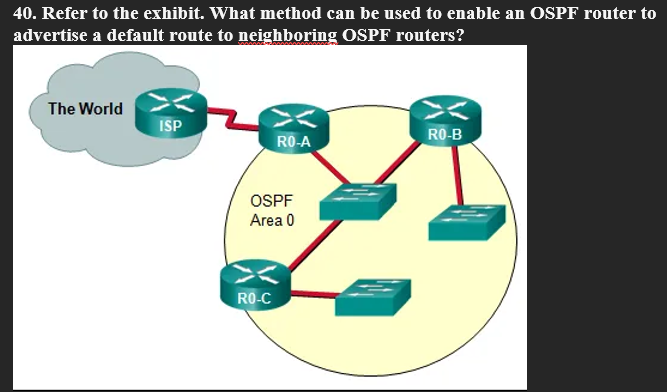 40. Refer to the exhibit. What method can be used to enable an OSPF router to
advertise a default route to neighboring OSPF routers?
The World
ISP
R0-A
R0-B
OSPF
Area 0
R0-C